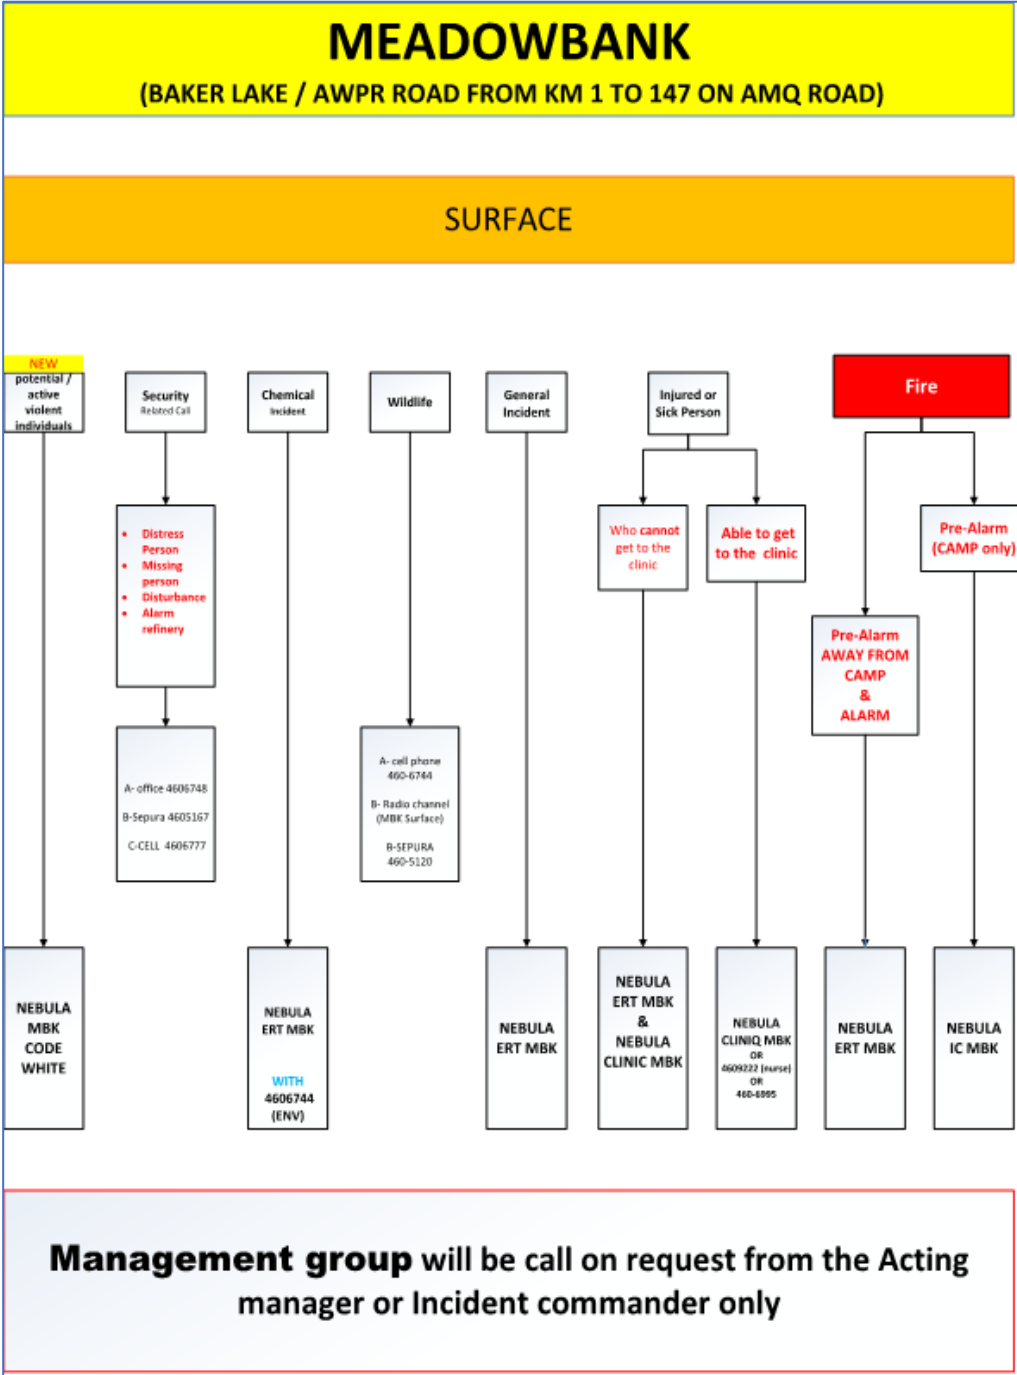 MEADOWBANK
(BAKER LAKE / AWPR ROAD FROM KM 1 TO 147 ON AMQ ROAD)
SURFACE
NEW
potential /
active
violent
individuals
Security
Related Call
Chemical
Incident
Wildlife
General
Incident
Injured or
Sick Person
Fire
• Distress
Person
• Missing
person
• Disturbance
• Alarm
refinery
Who cannot
get to the
clinic
Able to get
to the clinic
Pre-Alarm
(CAMP only)
Pre-Alarm
AWAY FROM
CAMP
&
ALARM
A- office 4606748
B-Sepura 4605167
C-CELL 4606777
A- cell phone
460-6744
B- Radio channel
(MBK Surface)
B-SEPURA
460-5120
NEBULA
MBK
CODE
WHITE
NEBULA
ERT MBK
WITH
4606744
(ENV)
NEBULA
ERT MBK
NEBULA
ERT MBK
&
NEBULA
CLINIC MBK
NEBULA
CLINIQ MBK
OR
4609222 (nurse)
OR
460-6995
NEBULA
ERT MBK
NEBULA
IC MBK
Management group will be call on request from the Acting
manager or Incident commander only